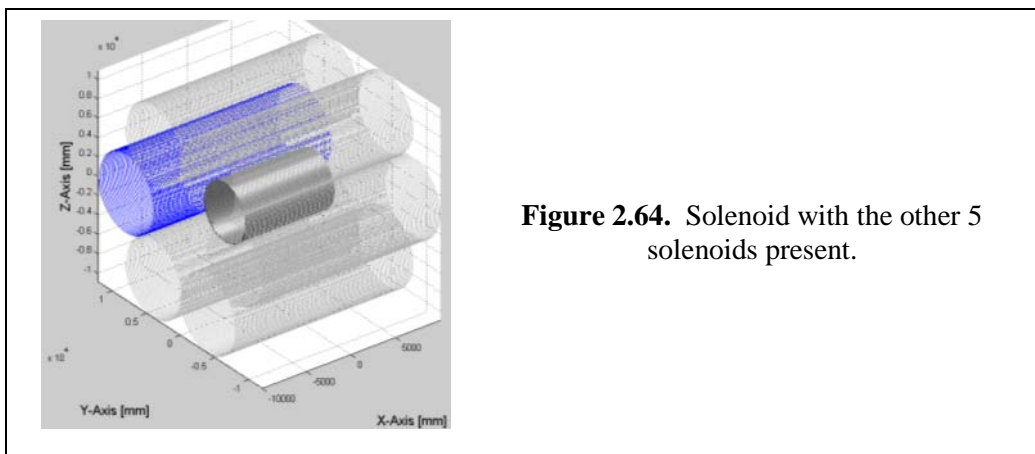 x 10⁴
1
0.8
0.6
0.4
0.2
0
-0.2
-0.4
-0.6
-0.8
-1
Z-Axis [mm]
1
0.5
0
-0.5
-1
x 10⁴
Y-Axis [mm]
-10000
-5000
0
5000
X-Axis [mm]
Figure 2.64. Solenoid with the other 5
solenoids present.